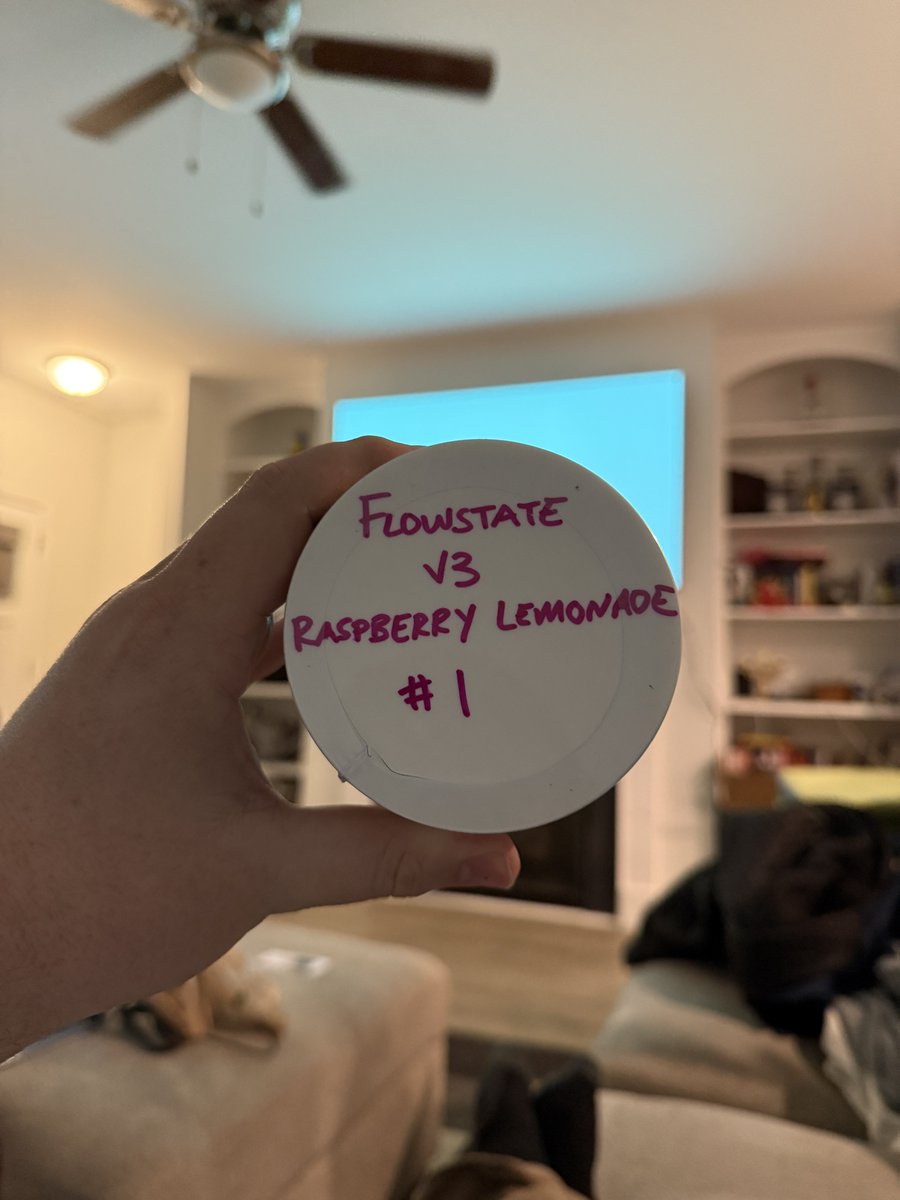 FLOWSTATE
V3
RASPBERRY LEMONADE
#1